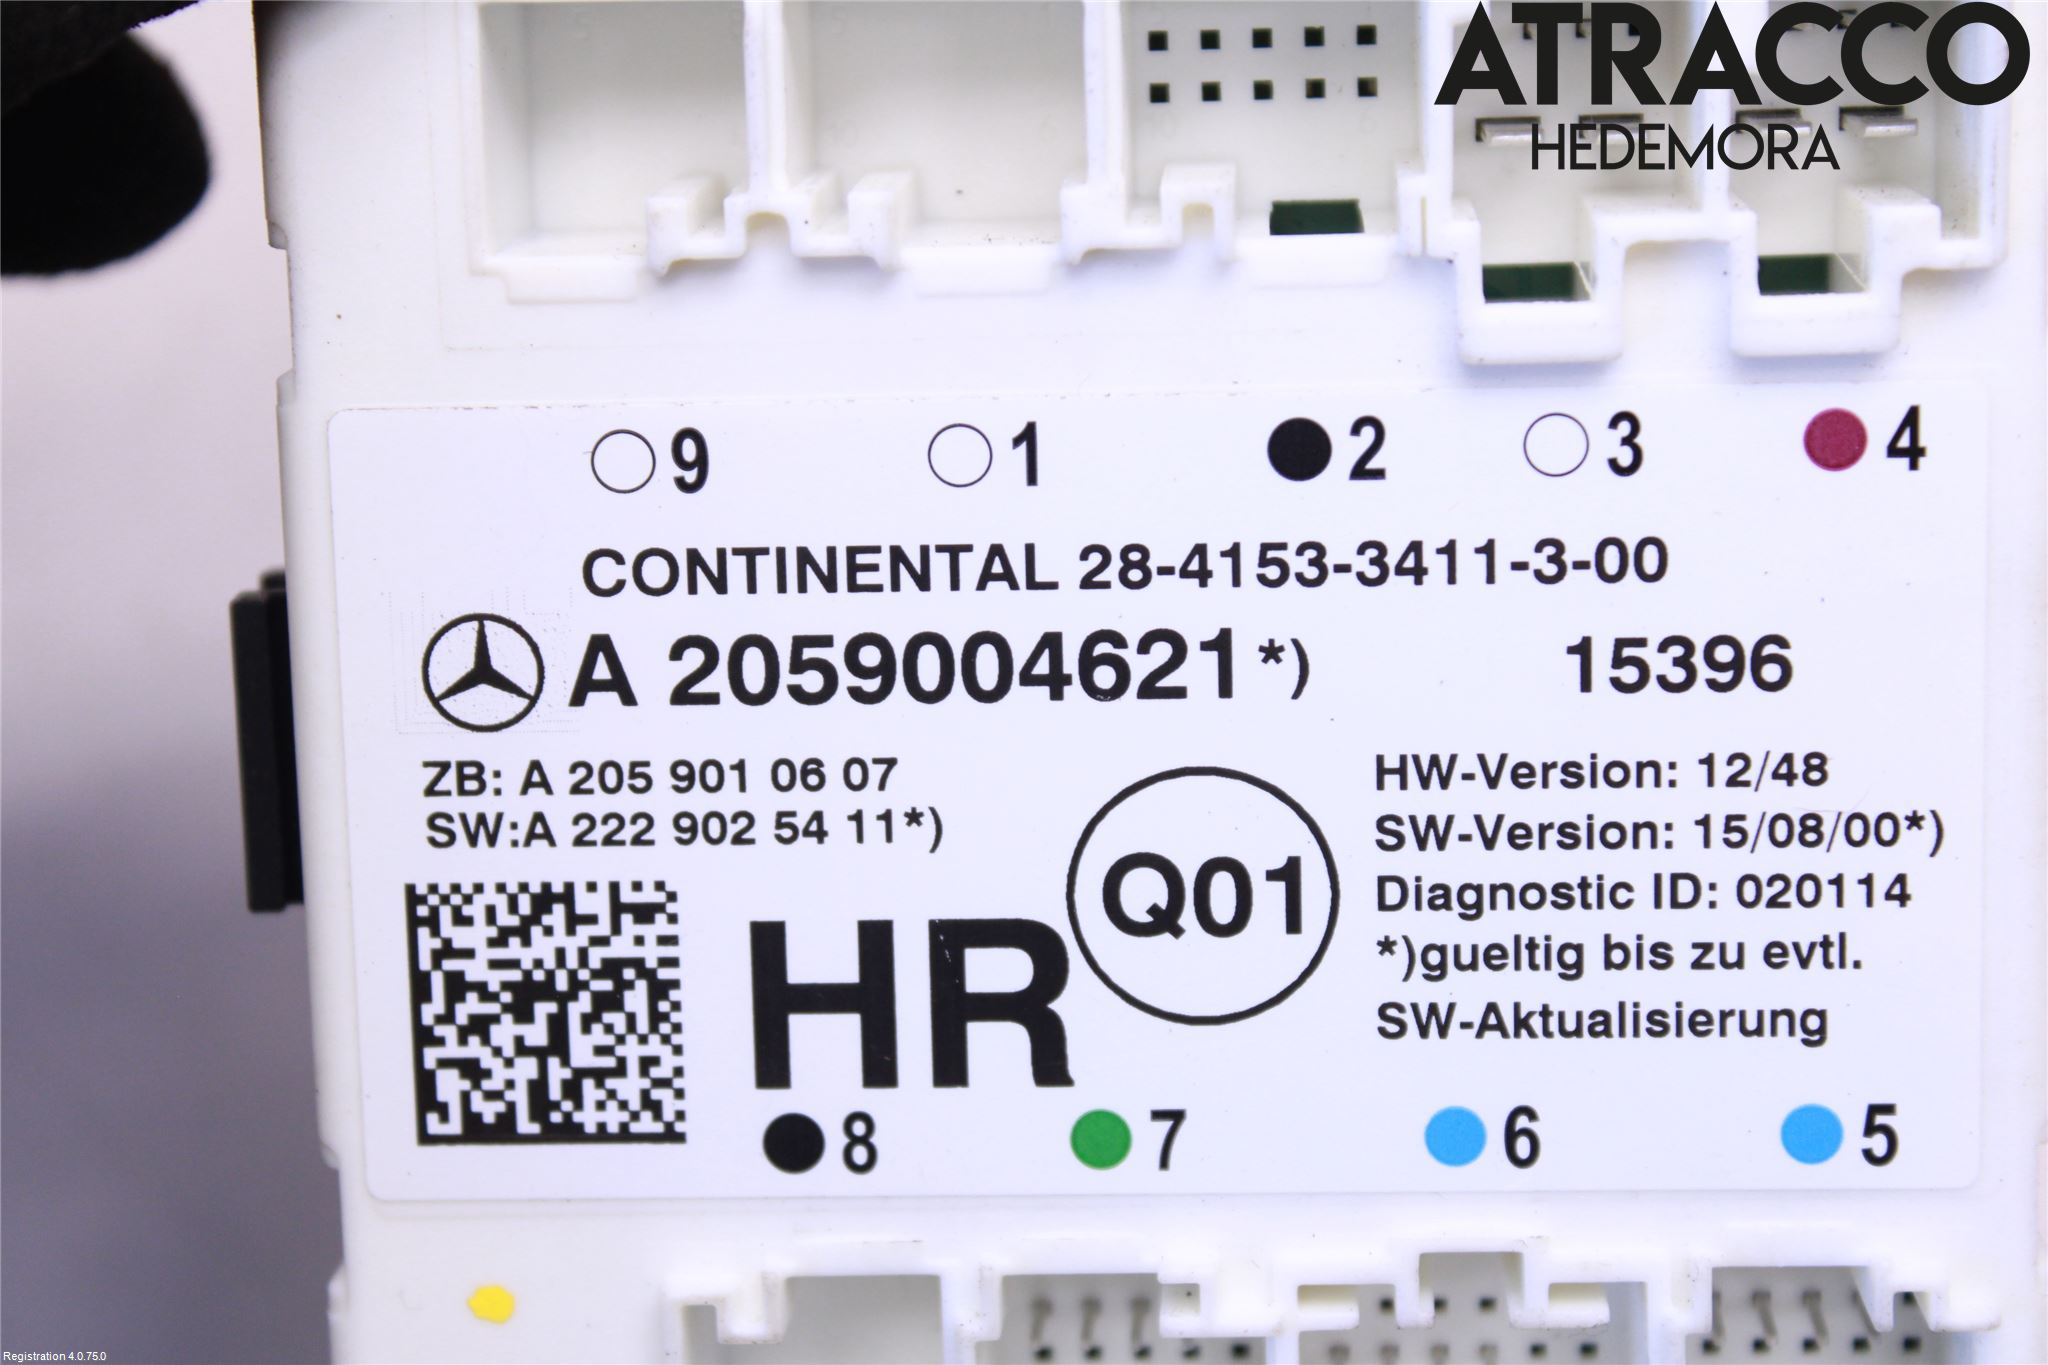 ATRACCO
HEDEMORA
9 1 2 3 4
CONTINENTAL 28-4153-3411-3-00
A 2059004621*) 15396
ZB: A 205 901 06 07
SW:A 222 902 54 11*)
HW-Version: 12/48
SW-Version: 15/08/00*)
Diagnostic ID: 020114
*)gueltig bis zu evtl.
SW-Aktualisierung
Q01
HR
8 7 6 5
Registration 4.0.75.0